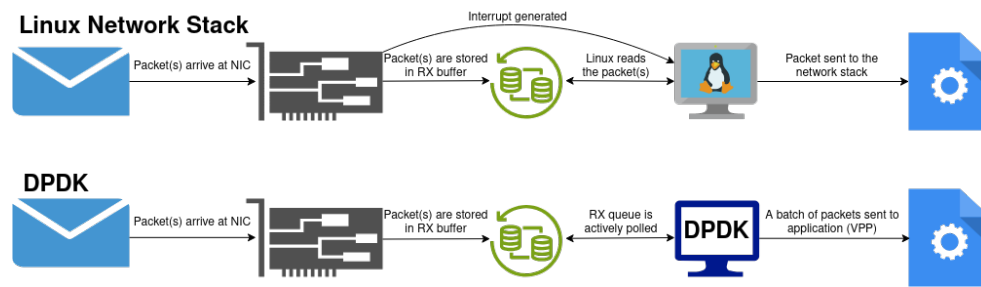 Linux Network Stack
Interrupt generated
Packet(s) arrive at NIC
Packet(s) are stored
in RX buffer
Linux reads
the packet(s)
Packet sent to the
network stack
DPDK
Packet(s) arrive at NIC
Packet(s) are stored
in RX buffer
RX queue is
actively polled
DPDK
A batch of packets sent to
application (VPP)